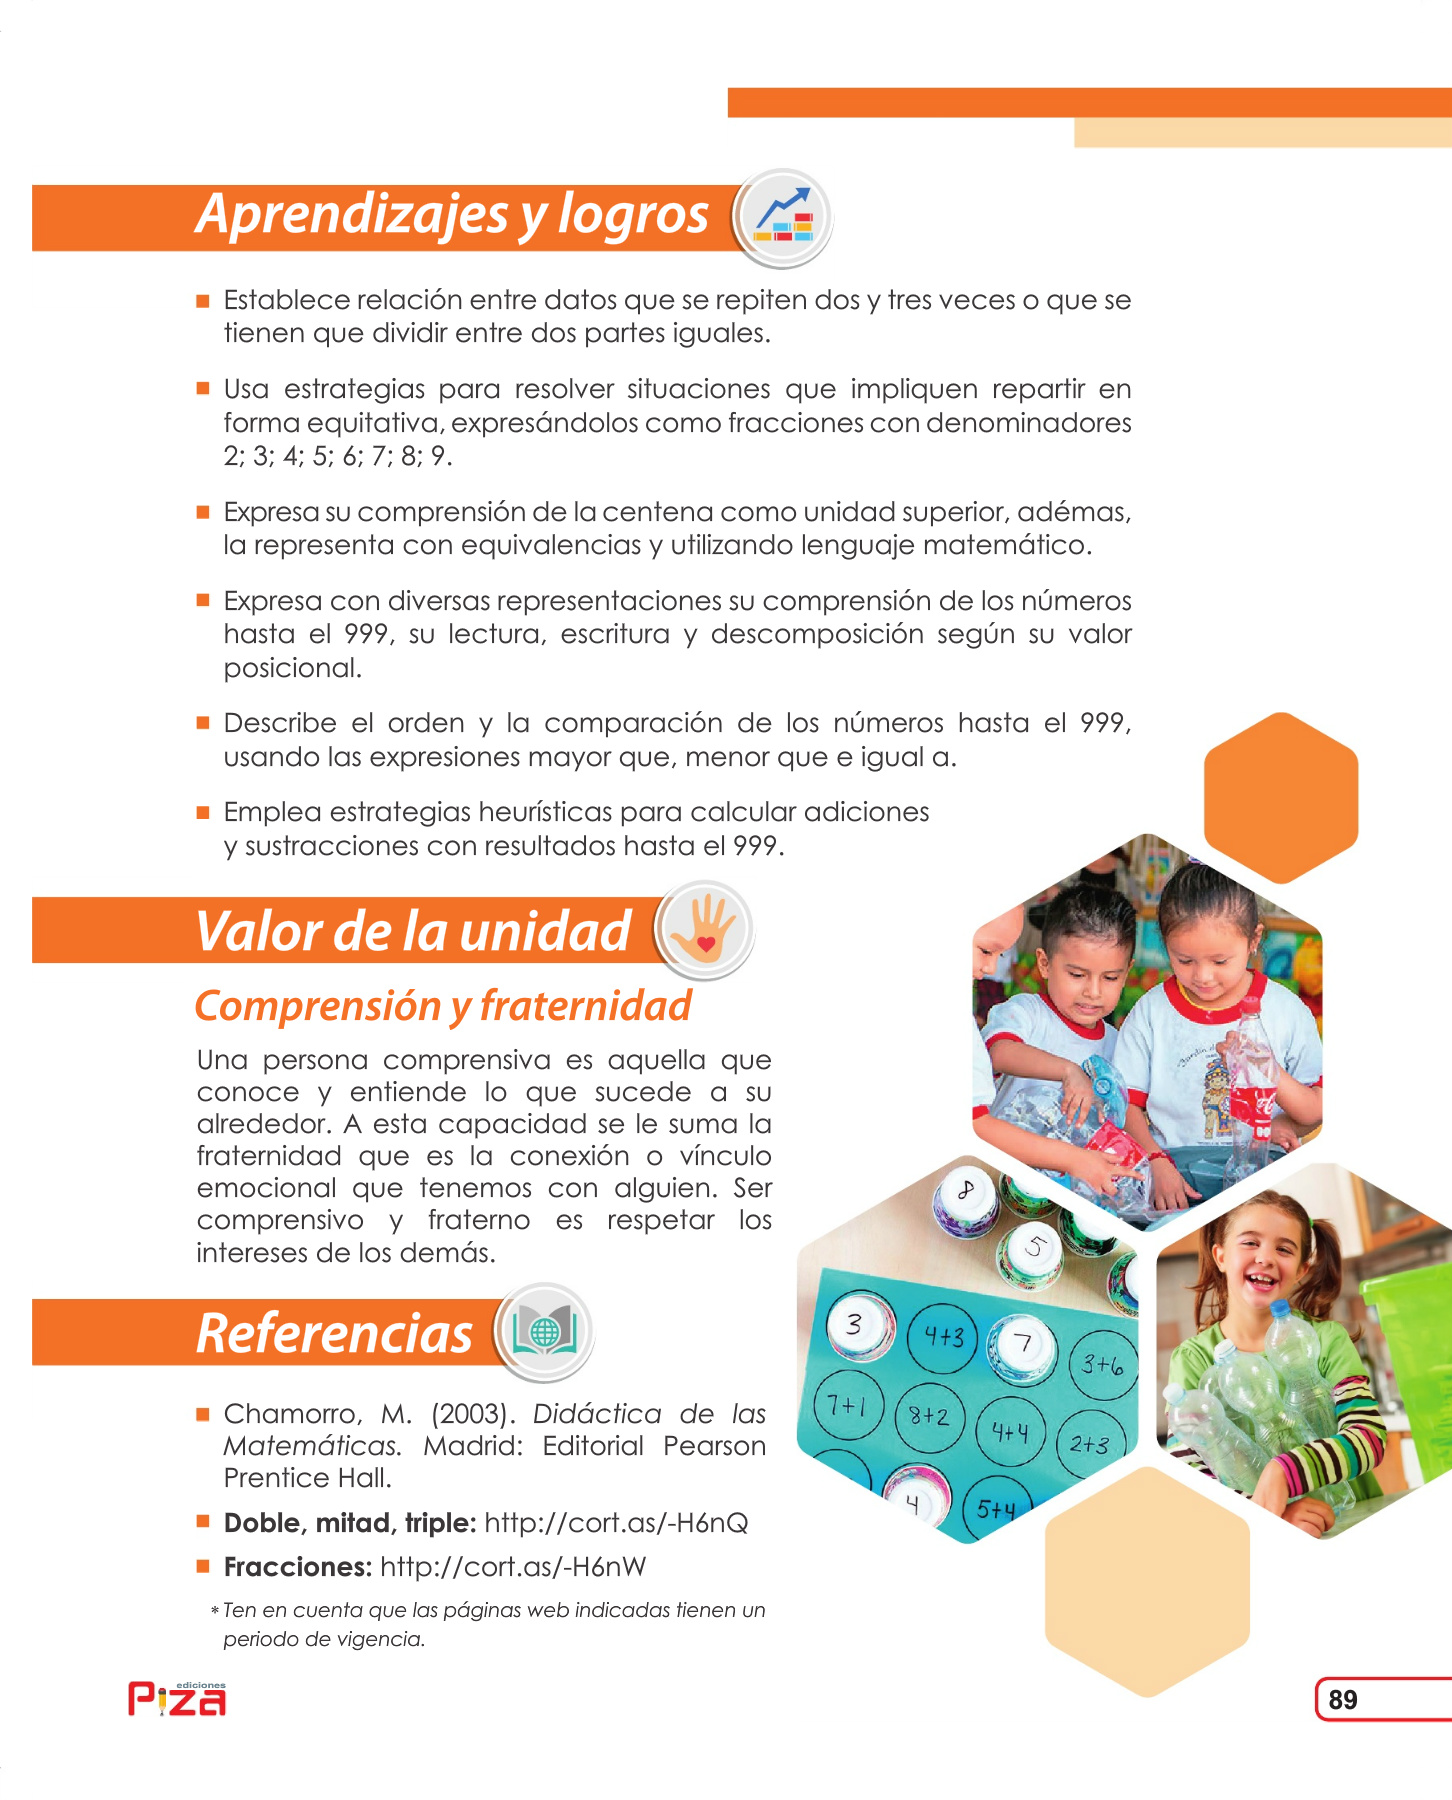 Aprendizajes y logros
Establece relación entre datos que se repiten dos y tres veces o que se
tienen que dividir entre dos partes iguales.
Usa estrategias para resolver situaciones que impliquen repartir en
forma equitativa, expresándolos como fracciones con denominadores
2; 3; 4; 5; 6; 7; 8; 9.
Expresa su comprensión de la centena como unidad superior, adémas,
la representa con equivalencias y utilizando lenguaje matemático.
Expresa con diversas representaciones su comprensión de los números
hasta el 999, su lectura, escritura y descomposición según su valor
posicional.
Describe el orden y la comparación de los números hasta el 999,
usando las expresiones mayor que, menor que e igual a.
Emplea estrategias heurísticas para calcular adiciones
y sustracciones con resultados hasta el 999.
Valor de la unidad
Comprensión y fraternidad
Una persona comprensiva es aquella que
conoce y entiende lo que sucede a su
alrededor. A esta capacidad se le suma la
fraternidad que es la conexión o vínculo
emocional que tenemos con alguien. Ser
comprensivo y fraterno es respetar los
intereses de los demás.
Referencias
Chamorro, M. (2003). Didáctica de las
Matemáticas. Madrid: Editorial Pearson
Prentice Hall.
Doble, mitad, triple: http://cort.as/-H6nQ
Fracciones: http://cort.as/-H6nW
* Ten en cuenta que las páginas web indicadas tienen un
periodo de vigencia.
8
5
3
4+3
7
3+6
7+1
8+2
4+4
2+3
4
5+4
ediciones
Piza
89